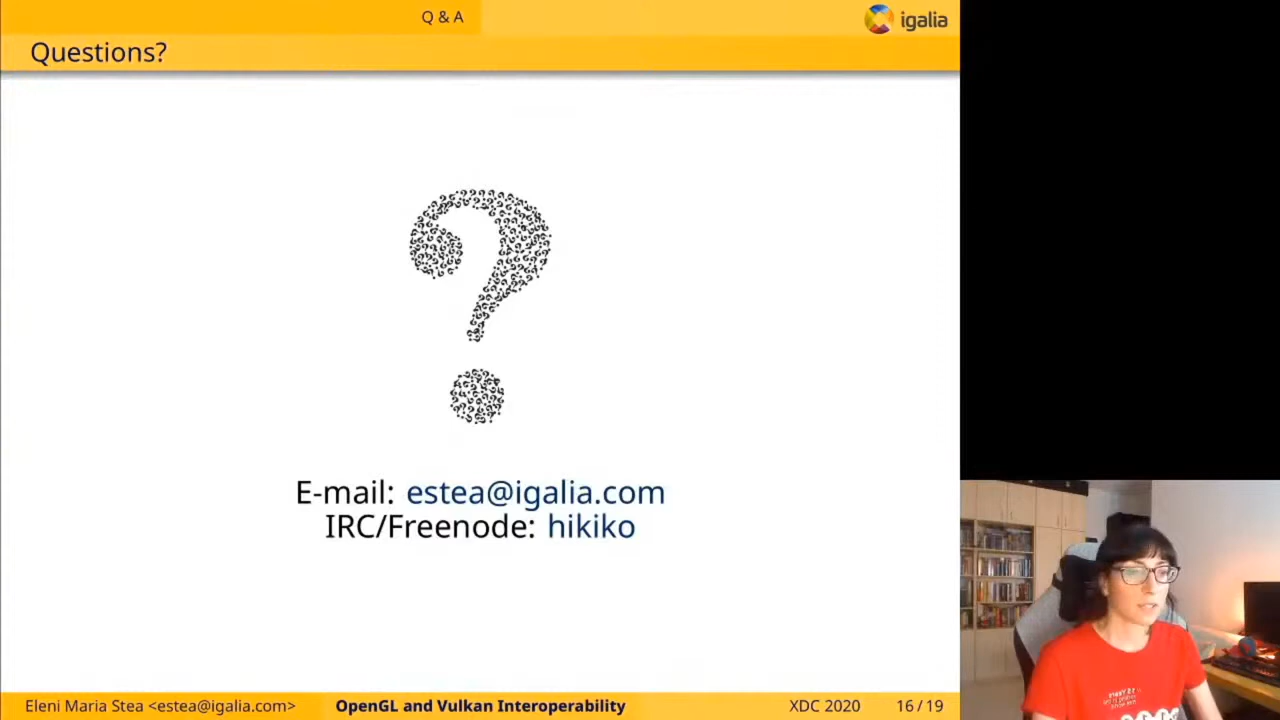 Q & A
igalia
Questions?
E-mail: estea@igalia.com
IRC/Freenode: hikiko
Eleni Maria Stea <estea@igalia.com>
OpenGL and Vulkan Interoperability
XDC 2020
16 / 19